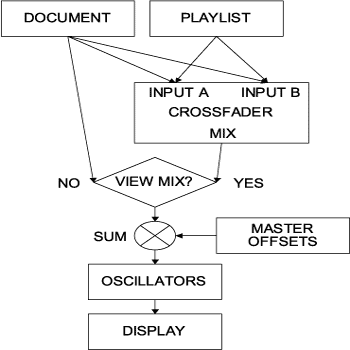 DOCUMENT
PLAYLIST
INPUT A
INPUT B
CROSSFADER
MIX
NO
VIEW MIX?
YES
SUM
MASTER
OFFSETS
OSCILLATORS
DISPLAY